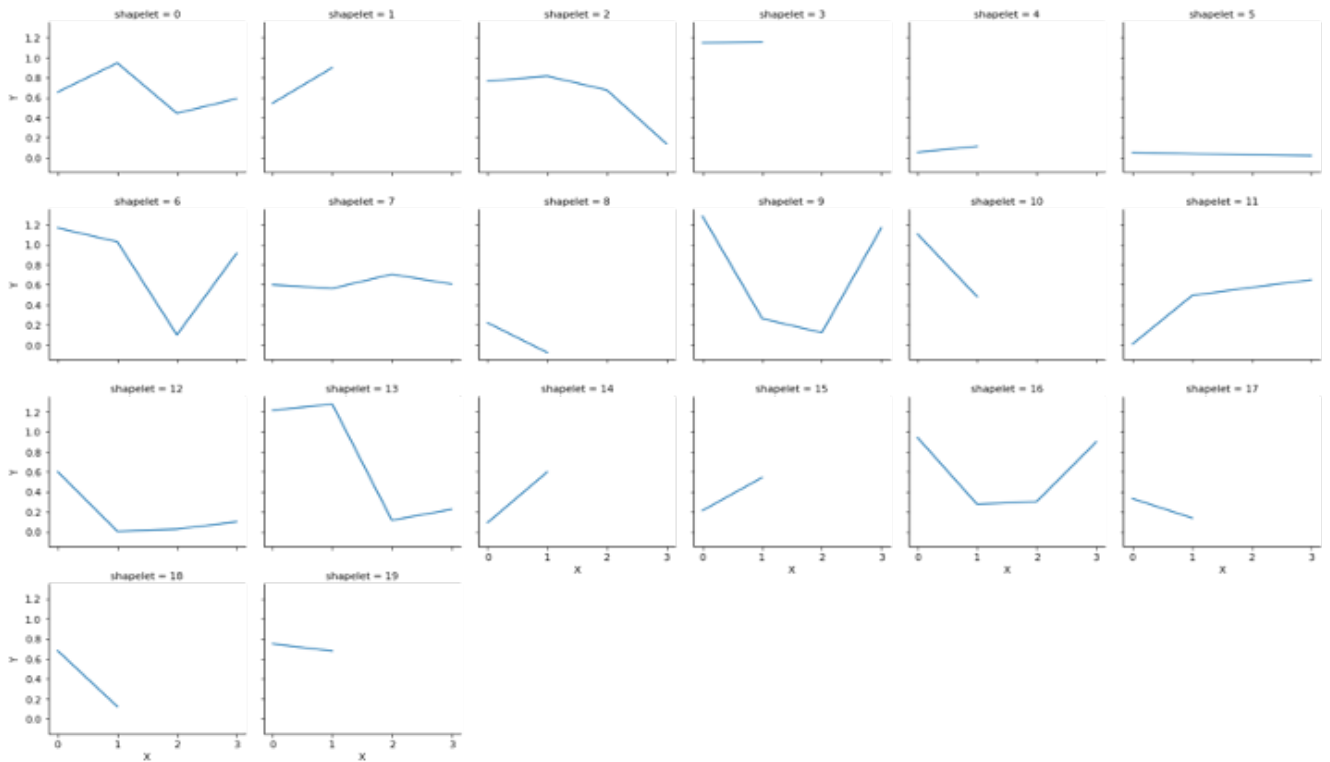 shapelet = 0 shapelet = 1 shapelet = 2 shapelet = 3 shapelet = 4 shapelet = 5
1.2
1.0
0.8
Y
0.6
0.4
0.2
0.0
shapelet = 6 shapelet = 7 shapelet = 8 shapelet = 9 shapelet = 10 shapelet = 11
1.2
1.0
0.8
Y
0.6
0.4
0.2
0.0
shapelet = 12 shapelet = 13 shapelet = 14 shapelet = 15 shapelet = 16 shapelet = 17
1.2
1.0
0.8
Y
0.6
0.4
0.2
0.0
0 1 2 3 0 1 2 3 0 1 2 3 0 1 2 3
X X X X
shapelet = 18 shapelet = 19
1.2
1.0
0.8
Y
0.6
0.4
0.2
0.0
0 1 2 3 0 1 2 3
X X